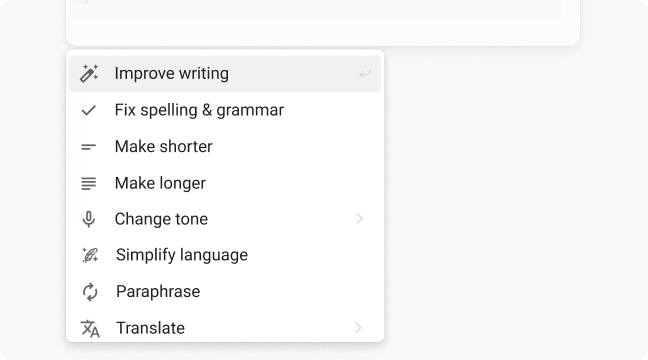 Improve writing
Fix spelling & grammar
Make shorter
Make longer
Change tone
Simplify language
Paraphrase
Translate